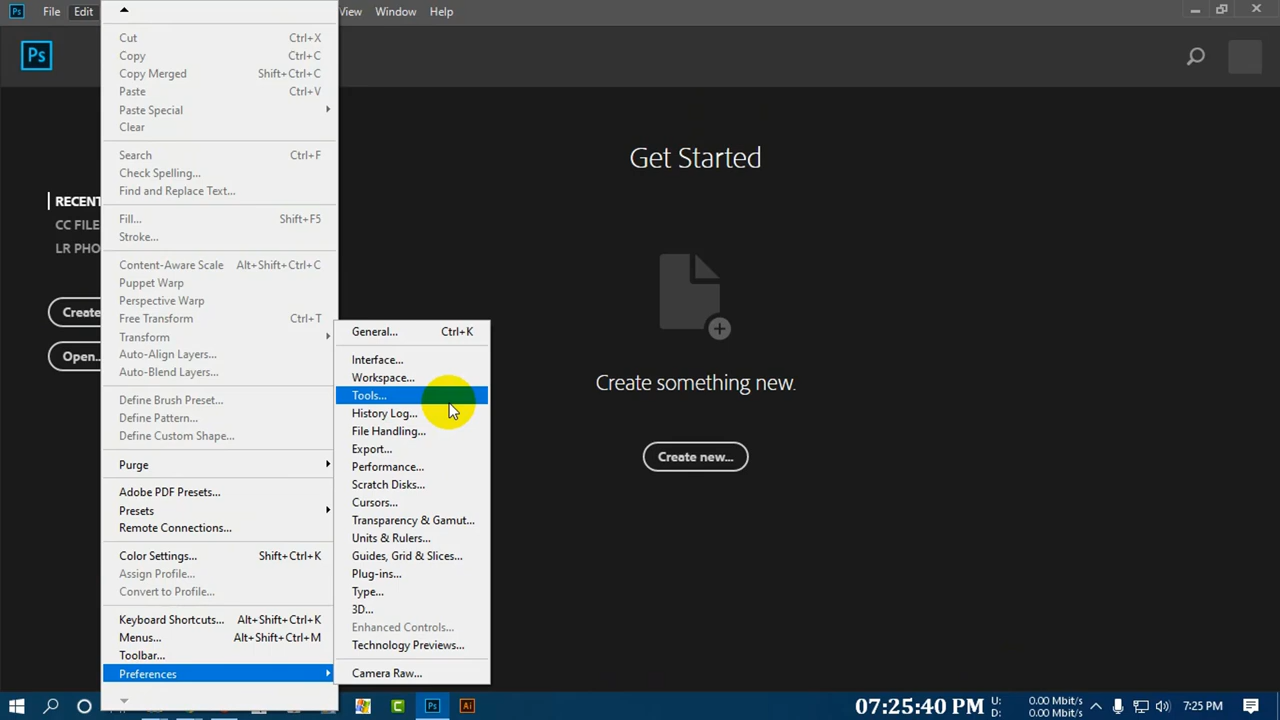 Ps File Edit View Window Help
Ps
Cut Ctrl+X
Copy Ctrl+C
Copy Merged Shift+Ctrl+C
Paste Ctrl+V
Paste Special
Clear
Search Ctrl+F
Check Spelling...
Find and Replace Text...
Fill... Shift+F5
Stroke...
Content-Aware Scale Alt+Shift+Ctrl+C
Puppet Warp
Perspective Warp
Free Transform Ctrl+T
Transform
Auto-Align Layers...
Auto-Blend Layers...
Define Brush Preset...
Define Pattern...
Define Custom Shape...
Purge
Adobe PDF Presets...
Presets
Remote Connections...
Color Settings... Shift+Ctrl+K
Assign Profile...
Convert to Profile...
Keyboard Shortcuts... Alt+Shift+Ctrl+K
Menus... Alt+Shift+Ctrl+M
Toolbar...
Preferences
General... Ctrl+K
Interface...
Workspace...
Tools...
History Log...
File Handling...
Export...
Performance...
Scratch Disks...
Cursors...
Transparency & Gamut...
Units & Rulers...
Guides, Grid & Slices...
Plug-ins...
Type...
3D...
Enhanced Controls...
Technology Previews...
Camera Raw...
RECENT
CC FILE
LR PHO
Create
Open...
Get Started
Create something new.
Create new...
C Ps Ai
07:25:40 PM
U: 0.00 Mbit/s
D: 0.00 Mbit/s
7:25 PM